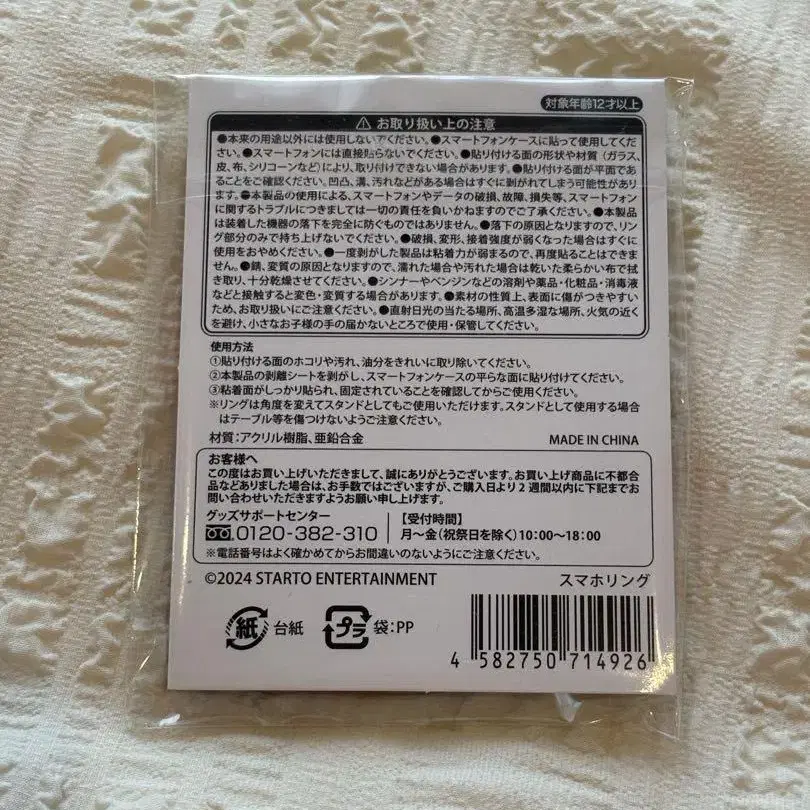 対象年齢12才以上
⚠ お取り扱い上の注意
●本来の用途以外には使用しないでください。●スマートフォンケースに貼って使用してくだ
さい。●スマートフォンには直接貼らないでください。●貼り付ける面の形状や材質（ガラス、
皮、布、シリコーンなど）により、取り付けできない場合があります。●貼り付ける面が平面であ
ることをご確認ください。凹凸、溝、汚れなどがある場合はすぐに剥がれてしまう可能性があり
ます。●本製品の使用による、スマートフォンやデータの破損、故障、損失等、スマートフォン
に関するトラブルにつきましては一切の責任を負いかねますのでご了承ください。●本製品
は装着した機器の落下を完全に防ぐものではありません。●落下の原因となりますので、リン
グ部分のみで持ち上げないでください。●破損、変形、接着強度が弱くなった場合はすぐに
使用をおやめください。●一度剥がした製品は粘着力が弱まるので、再度貼ることはできませ
ん。●錆、変質の原因となりますので、濡れた場合や汚れた場合は乾いた柔らかい布で拭
き取り、十分乾燥させてください。●シンナーやベンジンなどの溶剤や薬品・化粧品・消毒液
などと接触すると変色・変質する場合があります。●素材の性質上、表面に傷がつきやすい
ため、お取り扱いにご注意ください。●直射日光の当たる場所、高温多湿な場所、火気の近く
を避け、小さなお子様の手の届かないところで使用・保管してください。
使用方法
①貼り付ける面のホコリや汚れ、油分をきれいに取り除いてください。
②本製品の剥離シートを剥がし、スマートフォンケースの平らな面に貼り付けてください。
③粘着面がしっかり貼られ、固定されていることを確認してからご使用ください。
※リングは角度を変えてスタンドとしてもご使用いただけます。スタンドとして使用する場合
はテーブル等を傷つけないようご注意ください。
材質：アクリル樹脂、亜鉛合金 MADE IN CHINA
お客様へ
この度はお買い上げいただきまして、誠にありがとうございます。お買い上げ商品に不都合
品などありました場合は、お手数ではございますが、ご購入日より2週間以内に下記までお
問い合わせいただきますようお願い申し上げます。
グッズサポートセンター
0120-382-310
【受付時間】
月～金（祝祭日を除く）10:00～18:00
※電話番号はよく確かめてからお間違いのないようにご注意ください。
©2024 STARTO ENTERTAINMENT スマホリング
紙 台紙 プラ 袋：PP
4 582750 714926